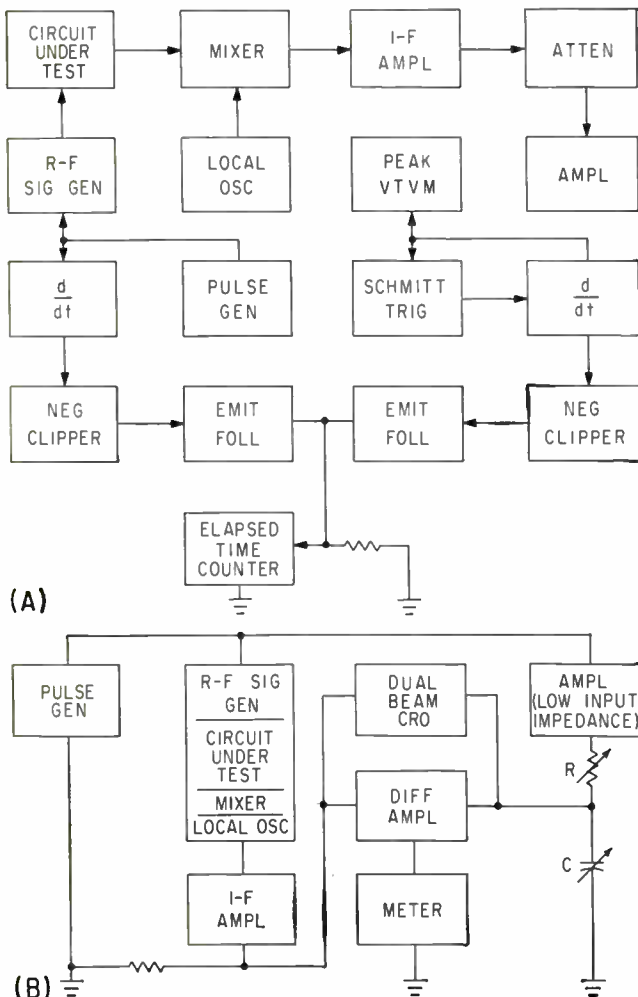 CIRCUIT
UNDER
TEST
MIXER
I-F
AMPL
ATTEN
R-F
SIG GEN
LOCAL
OSC
PEAK
VTVM
AMPL
d
dt
PULSE
GEN
SCHMITT
TRIG
d
dt
NEG
CLIPPER
EMIT
FOLL
EMIT
FOLL
NEG
CLIPPER
ELAPSED
TIME
COUNTER
(A)
PULSE
GEN
R-F SIG
GEN
CIRCUIT
UNDER
TEST
MIXER
LOCAL OSC
DUAL
BEAM
CRO
AMPL
(LOW INPUT
IMPEDANCE)
R
DIFF
AMPL
C
I-F
AMPL
METER
(B)